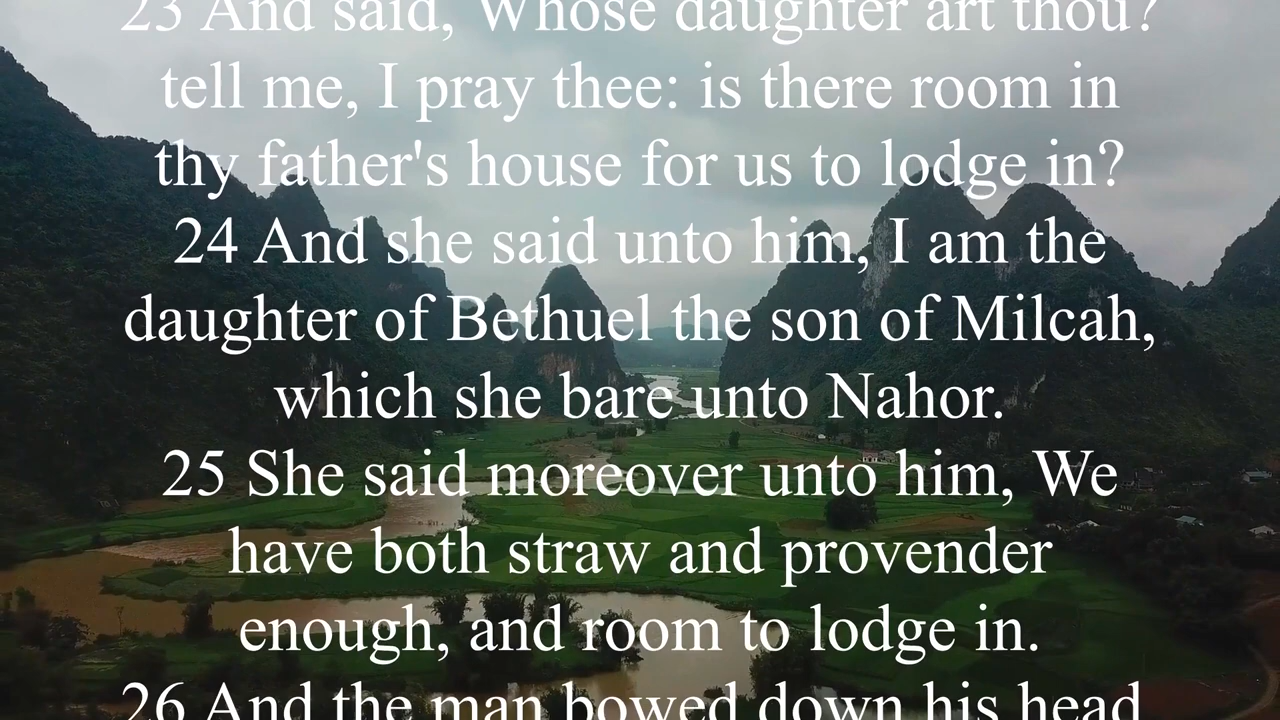 23 And said, Whose daughter art thou?
tell me, I pray thee: is there room in
thy father's house for us to lodge in?
24 And she said unto him, I am the
daughter of Bethuel the son of Milcah,
which she bare unto Nahor.
25 She said moreover unto him, We
have both straw and provender
enough, and room to lodge in.
26 And the man bowed down his head